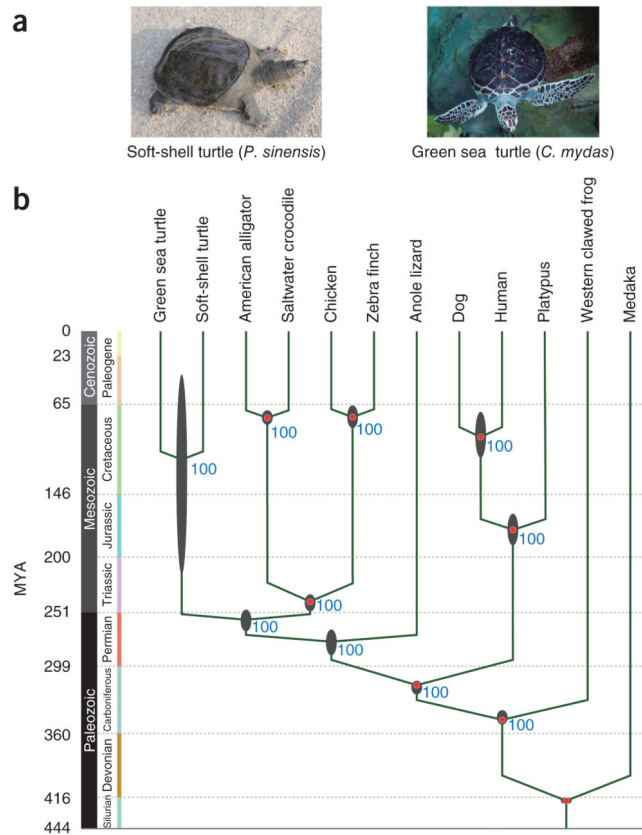 a
Soft-shell turtle (P. sinensis)
Green sea turtle (C. mydas)
b
Green sea turtle
Soft-shell turtle
American alligator
Saltwater crocodile
Chicken
Zebra finch
Anole lizard
Dog
Human
Platypus
Western clawed frog
Medaka
MYA
0
23
65
146
200
251
299
360
416
444
Cenozoic
Mesozoic
Paleozoic
Paleogene
Cretaceous
Jurassic
Triassic
Permian
Carboniferous
Devonian
Silurian
100
100
100
100
100
100
100
100
100
100